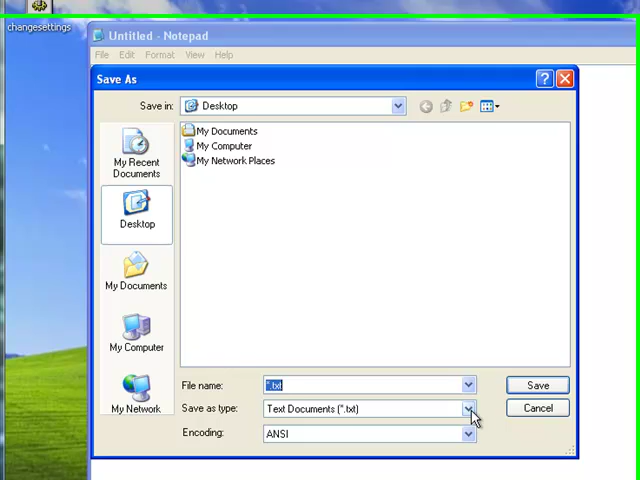 changesettings
Untitled - Notepad
File Edit Format View Help
Save As
Save in: Desktop
My Documents
My Computer
My Network Places
My Recent
Documents
Desktop
My Documents
My Computer
My Network
File name: *.txt Save
Save as type: Text Documents (*.txt) Cancel
Encoding: ANSI